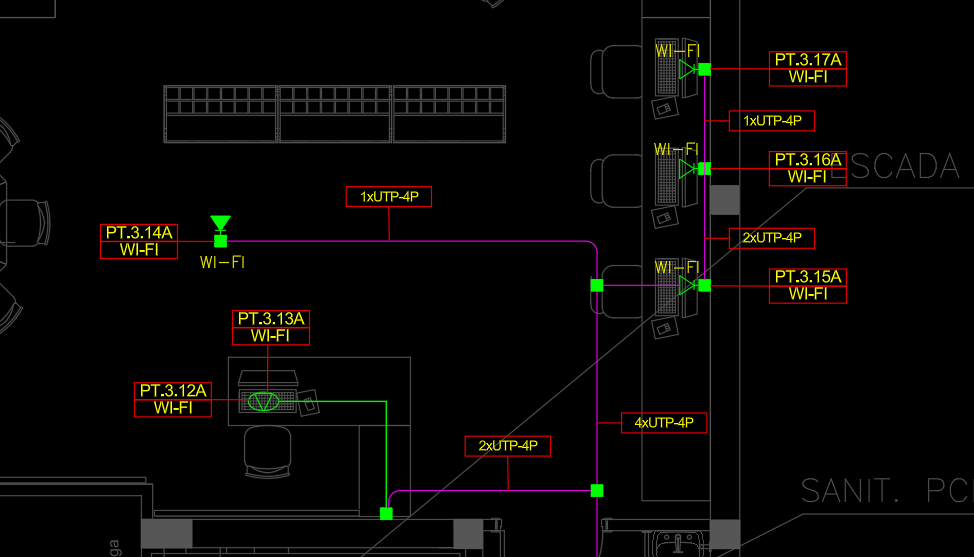 WI-FI
PT.3.17A
WI-FI
1xUTP-4P
WI-FI
PT.3.16A
WI-FI
ESCADA
1xUTP-4P
PT.3.14A
WI-FI
WI-FI
2xUTP-4P
WI-FI
PT.3.15A
WI-FI
PT.3.13A
WI-FI
PT.3.12A
WI-FI
4xUTP-4P
2xUTP-4P
SANIT. PC
ga